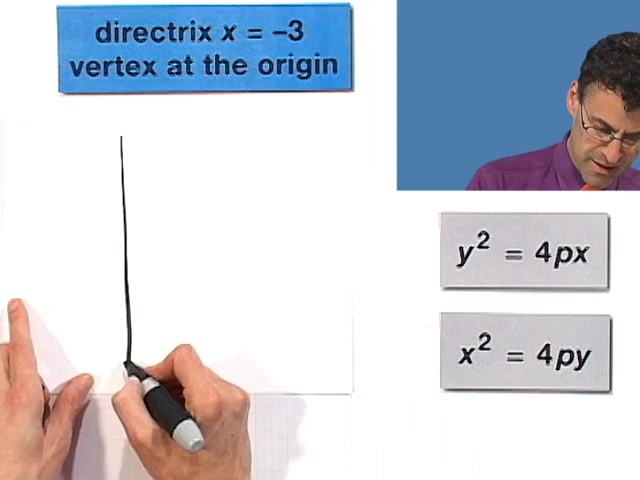 directrix x = –3
vertex at the origin
y² = 4px
x² = 4py